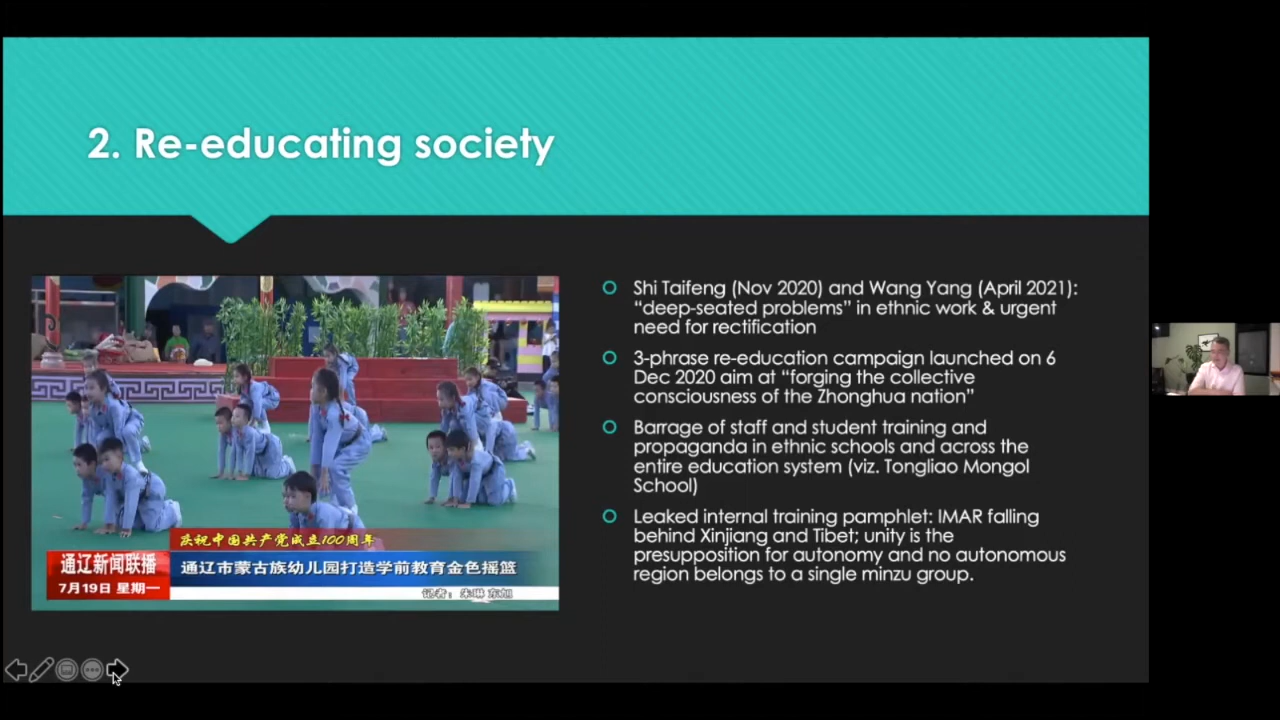 2. Re-educating society
庆祝中国共产党成立100周年
通辽新闻联播
7月19日 星期一
通辽市蒙古族幼儿园打造学前教育金色摇篮
记者：朱琳
Shi Taifeng (Nov 2020) and Wang Yang (April 2021):
“deep-seated problems” in ethnic work & urgent
need for rectification
3-phrase re-education campaign launched on 6
Dec 2020 aim at “forging the collective
consciousness of the Zhonghua nation”
Barrage of staff and student training and
propaganda in ethnic schools and across the
entire education system (viz. Tongliao Mongol
School)
Leaked internal training pamphlet: IMAR falling
behind Xinjiang and Tibet; unity is the
presupposition for autonomy and no autonomous
region belongs to a single minzu group.